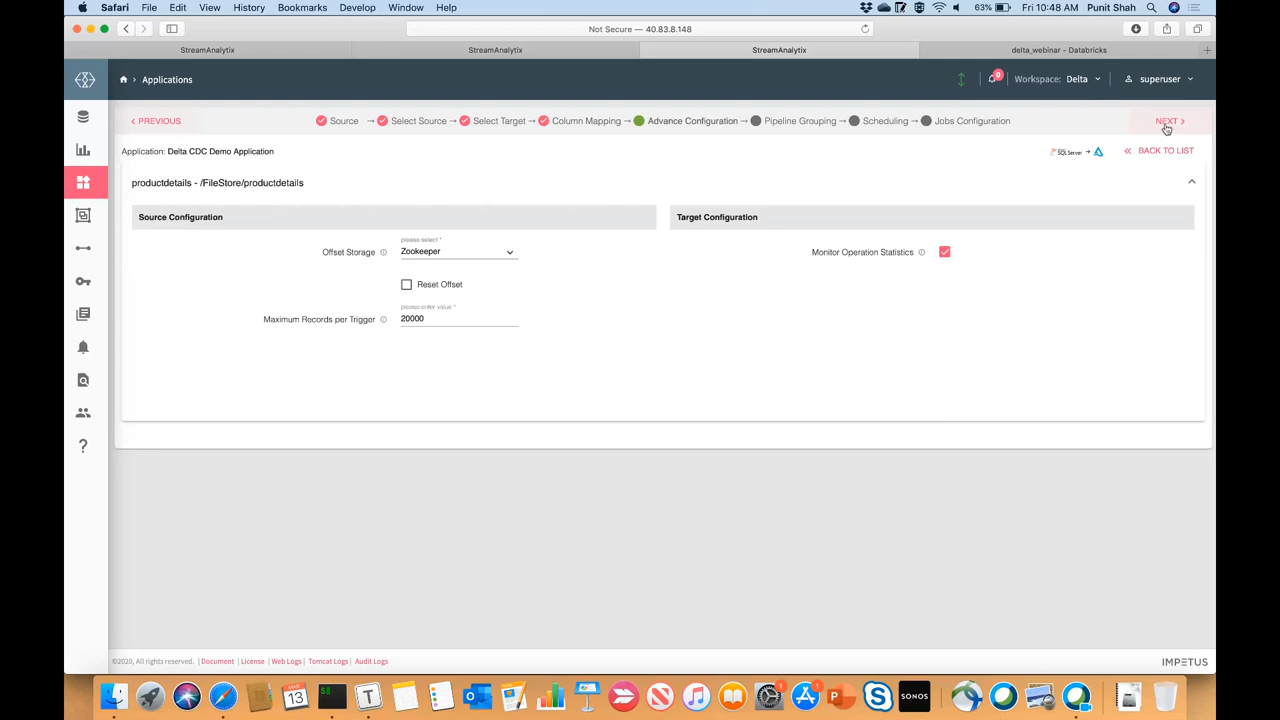 Safari File Edit View History Bookmarks Develop Window Help 63% Fri 10:48 AM Punit Shah
Not Secure — 40.83.8.148
StreamAnalytix StreamAnalytix StreamAnalytix delta_webinar - Databricks
Applications 0 Workspace: Delta superuser
PREVIOUS Source Select Source Select Target Column Mapping Advance Configuration Pipeline Grouping Scheduling Jobs Configuration NEXT
Application: Delta CDC Demo Application SQL Server BACK TO LIST
productdetails - /FileStore/productdetails
Source Configuration Target Configuration
please select *
Offset Storage Zookeeper Monitor Operation Statistics
Reset Offset
please enter value *
Maximum Records per Trigger 20000
©2020, All rights reserved. Document | License | Web Logs | Tomcat Logs | Audit Logs IMPETUS
MAR
13
SONOS